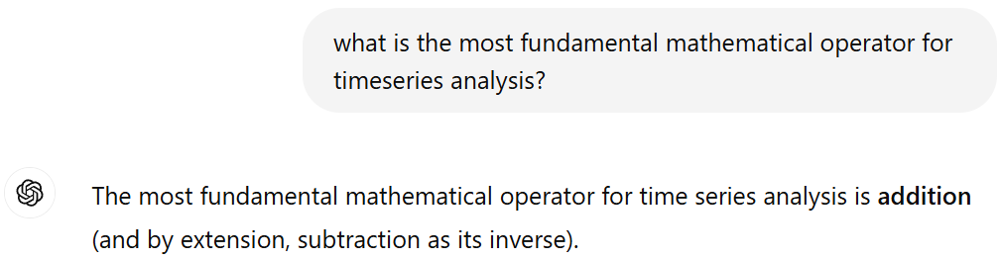 what is the most fundamental mathematical operator for
timeseries analysis?
The most fundamental mathematical operator for time series analysis is addition
(and by extension, subtraction as its inverse).